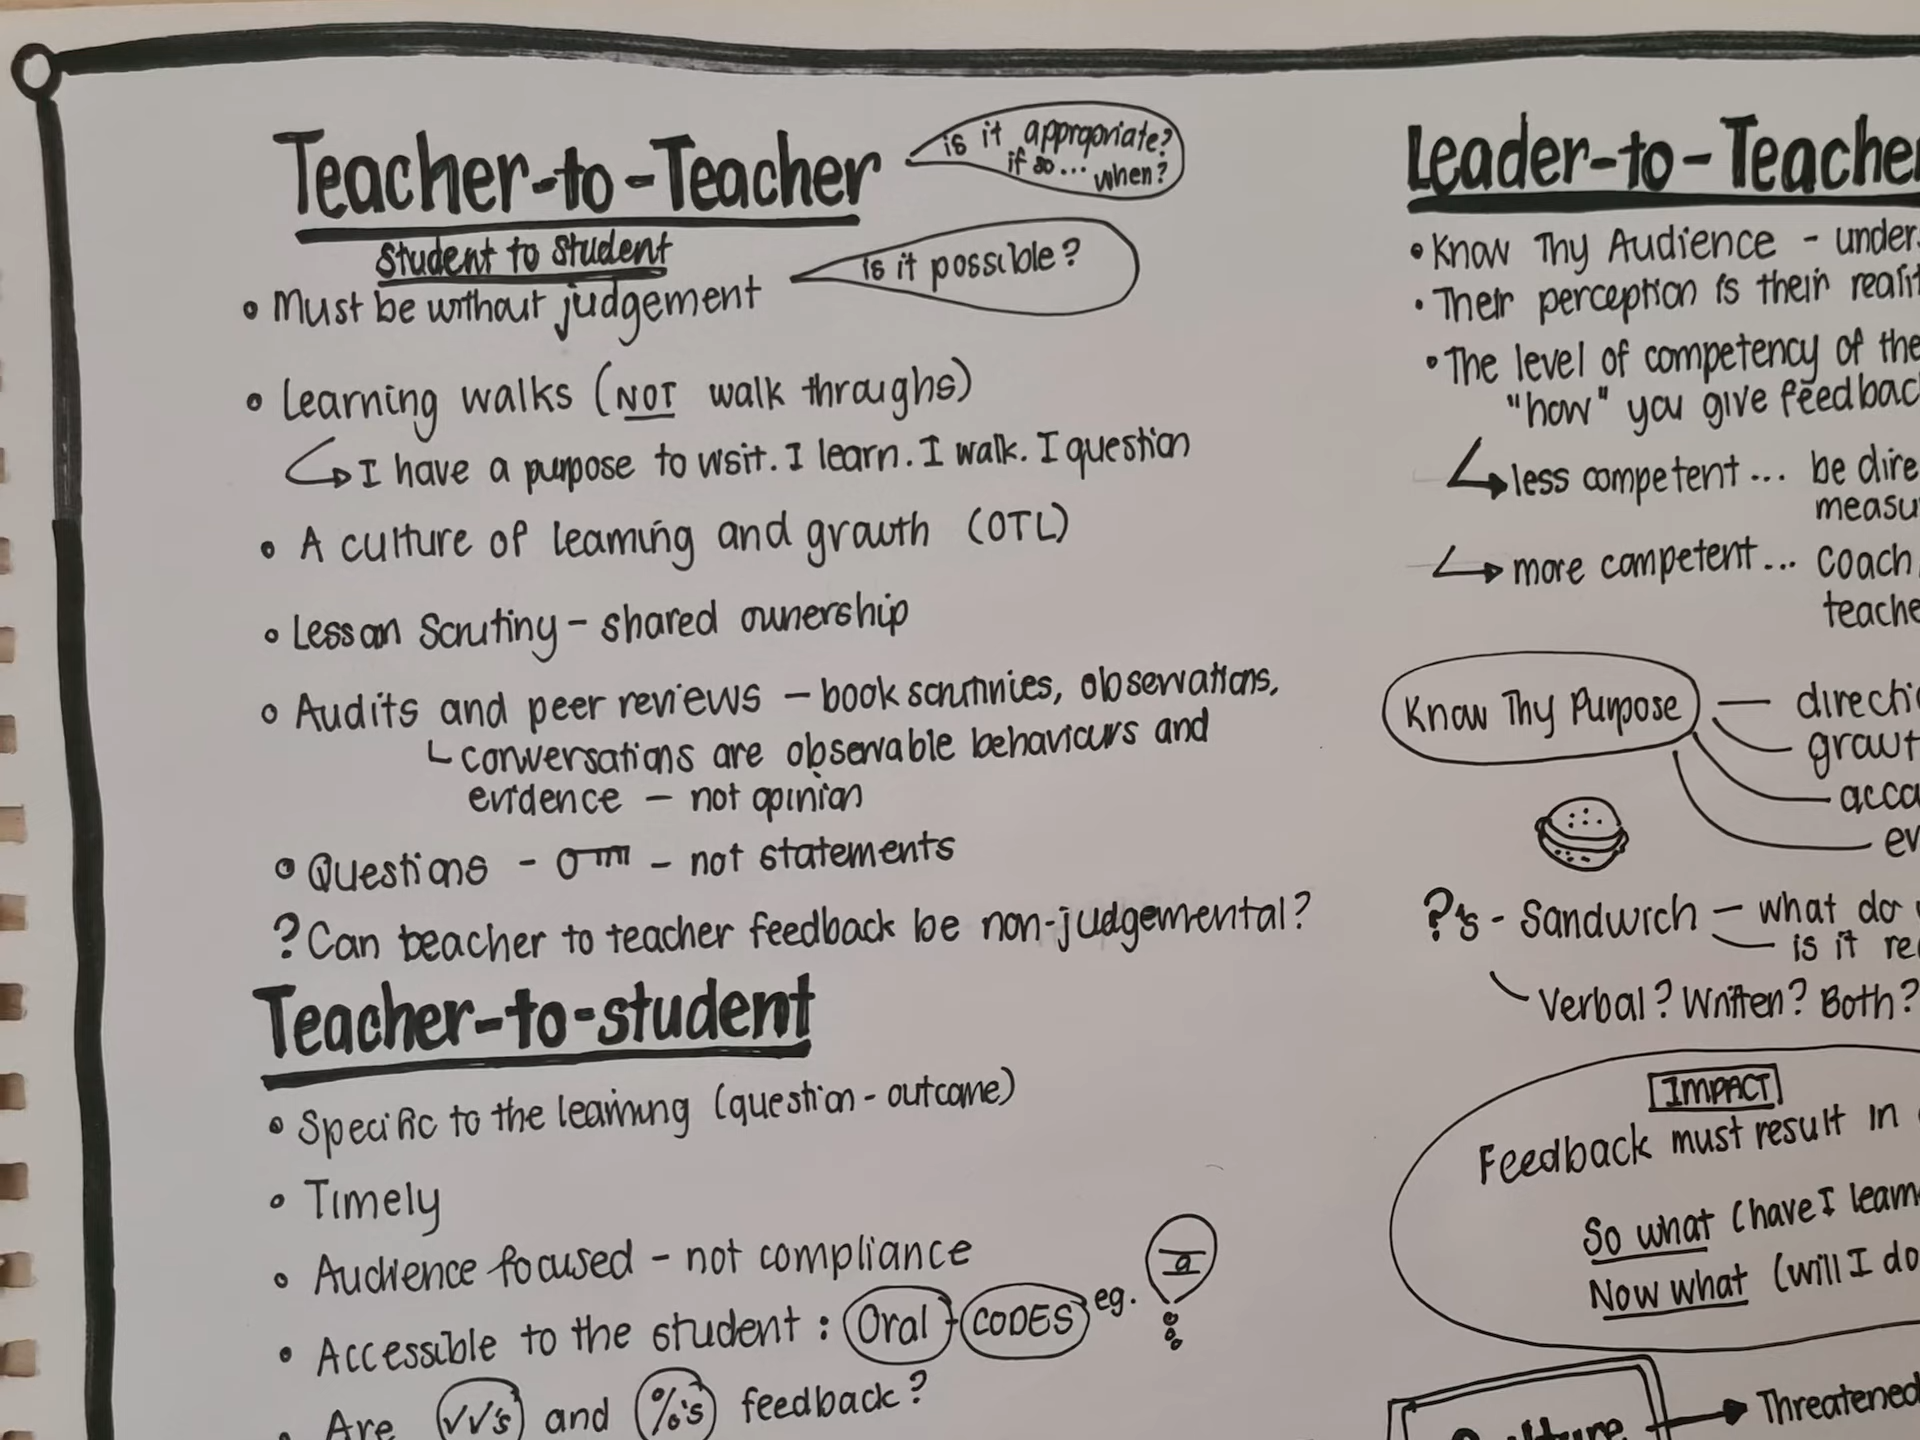 Teacher-to-Teacher
is it appropriate?
if so... when?
Student to Student
is it possible?
• Must be without judgement
• Learning walks (NOT walk throughs)
I have a purpose to visit. I learn. I walk. I question
• A culture of learning and growth (OTL)
• Lesson Scrutiny - shared ownership
• Audits and peer reviews - book scrutinies, observations,
conversations are observable behaviours and
evidence - not opinion
• Questions - - not statements
? Can teacher to teacher feedback be non-judgemental?
Teacher-to-student
• Specific to the learning (question - outcome)
• Timely
• Audience focused - not compliance
• Accessible to the student : Oral + CODES eg.
a
• Are ✓✓'s and %'s feedback?
Leader-to-Teacher
• Know Thy Audience - under
• Their perception is their realit
• The level of competency of the
"how" you give feedbac
less competent ... be dire
measu
more competent ... coach
teache
Know Thy Purpose
directi
growt
acco
ev
?'s - Sandwich - what do
is it re
Verbal? Written? Both?
IMPACT
Feedback must result in
So what (have I learn
Now what (will I do
Threatened